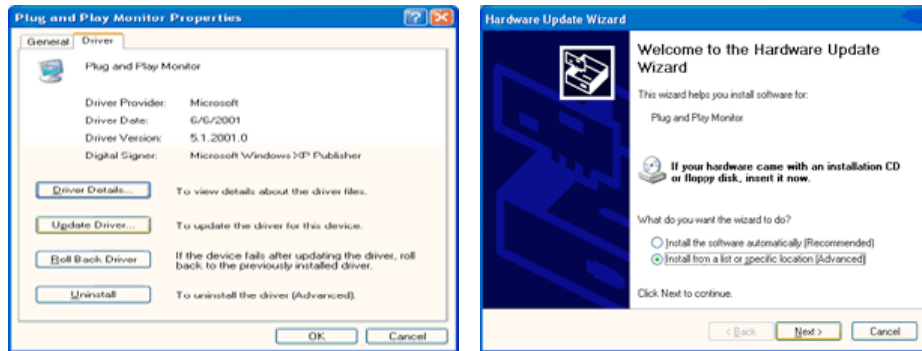 Plug and Play Monitor Properties
General Driver
Plug and Play Monitor
Driver Provider: Microsoft
Driver Date: 6/6/2001
Driver Version: 5.1.2001.0
Digital Signer: Microsoft Windows XP Publisher
Driver Details... To view details about the driver files.
Update Driver... To update the driver for this device.
Roll Back Driver If the device fails after updating the driver, roll
back to the previously installed driver.
Uninstall To uninstall the driver (Advanced).
OK Cancel
Hardware Update Wizard
Welcome to the Hardware Update
Wizard
This wizard helps you install software for:
Plug and Play Monitor
If your hardware came with an installation CD
or floppy disk, insert it now.
What do you want the wizard to do?
Install the software automatically (Recommended)
Install from a list or specific location (Advanced)
Click Next to continue.
< Back Next > Cancel